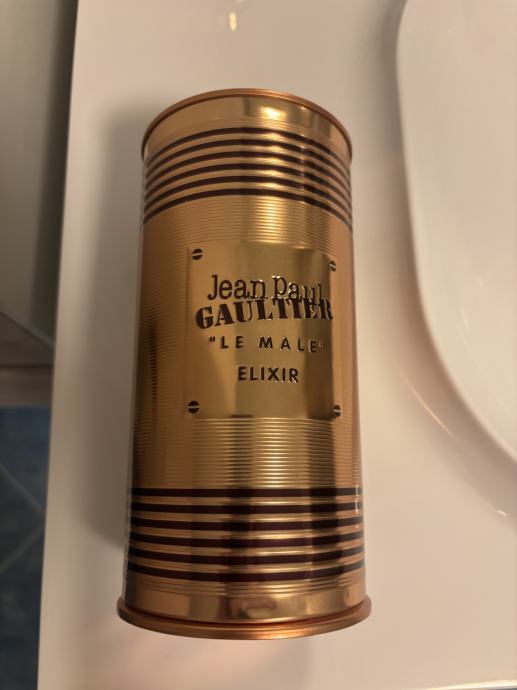 Jean Paul
GAULTIER
"LE MALE"
ELIXIR